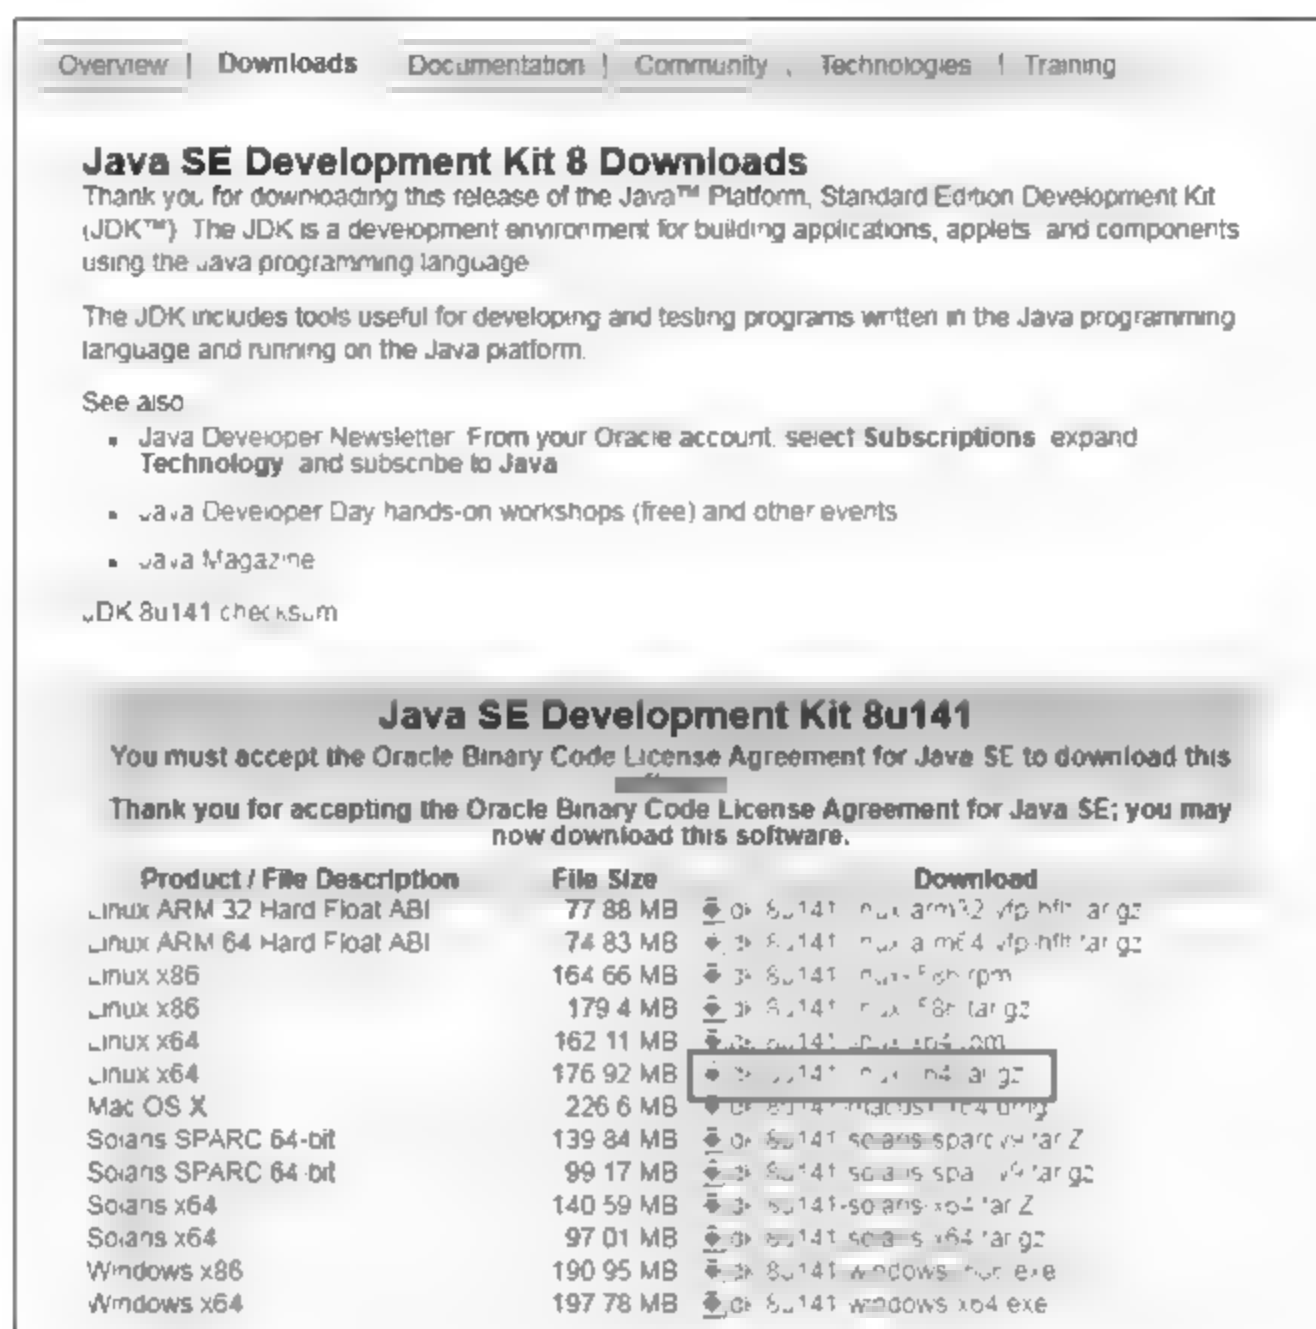 Overview | Downloads Documentation | Community Technologies | Training
Java SE Development Kit 8 Downloads
Thank you for downloading this release of the Java™ Platform, Standard Edition Development Kit
(JDK™) The JDK is a development environment for building applications, applets and components
using the Java programming language
The JDK includes tools useful for developing and testing programs written in the Java programming
language and running on the Java platform.
See also
▪ Java Developer Newsletter From your Oracle account, select Subscriptions expand
Technology and subscribe to Java
▪ Java Developer Day hands-on workshops (free) and other events
▪ Java Magazine
JDK 8u141 checksum
Java SE Development Kit 8u141
You must accept the Oracle Binary Code License Agreement for Java SE to download this
Thank you for accepting the Oracle Binary Code License Agreement for Java SE; you may
now download this software.
Product / File Description File Size Download
Linux ARM 32 Hard Float ABI 77 88 MB
Linux ARM 64 Hard Float ABI 74 83 MB
Linux x86 164 66 MB
Linux x86 179 4 MB
Linux x64 162 11 MB
Linux x64 176 92 MB
Mac OS X 226 6 MB
Solaris SPARC 64-bit 139 84 MB
Solaris SPARC 64-bit 99 17 MB
Solaris x64 140 59 MB
Solaris x64 97 01 MB
Windows x86 190 95 MB
Windows x64 197 78 MB